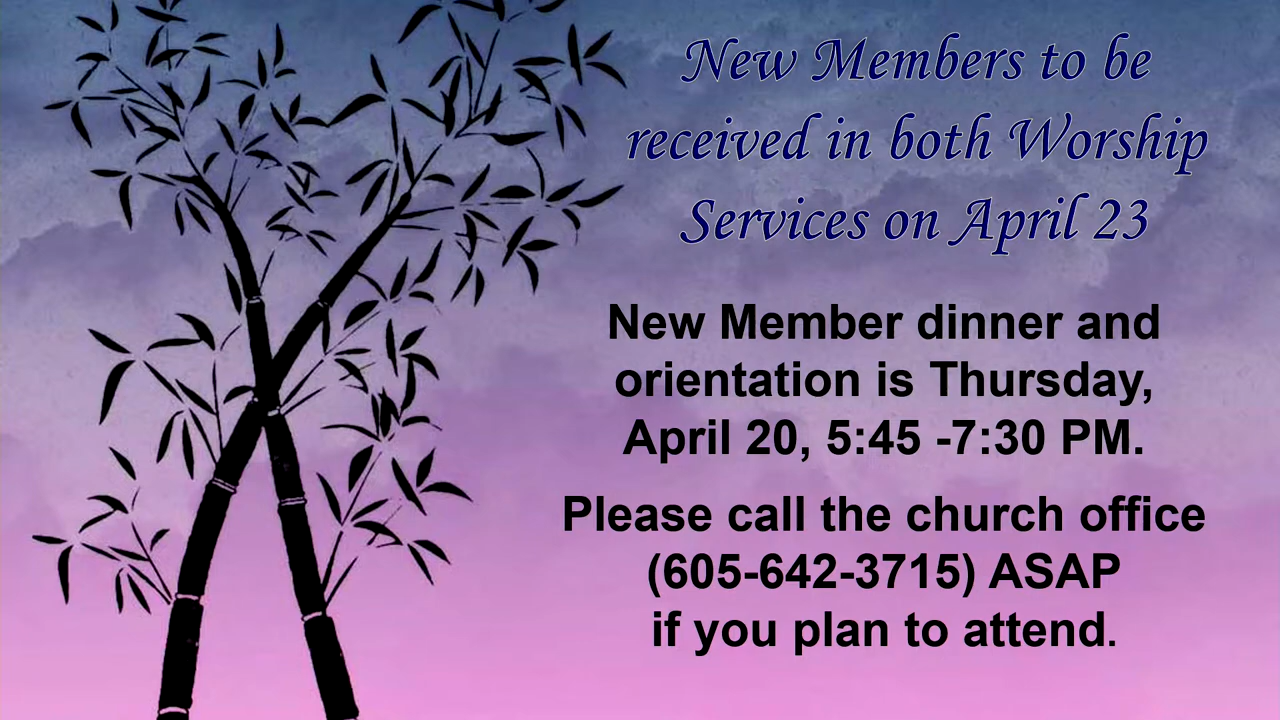 New Members to be
received in both Worship
Services on April 23
New Member dinner and
orientation is Thursday,
April 20, 5:45 -7:30 PM.
Please call the church office
(605-642-3715) ASAP
if you plan to attend.